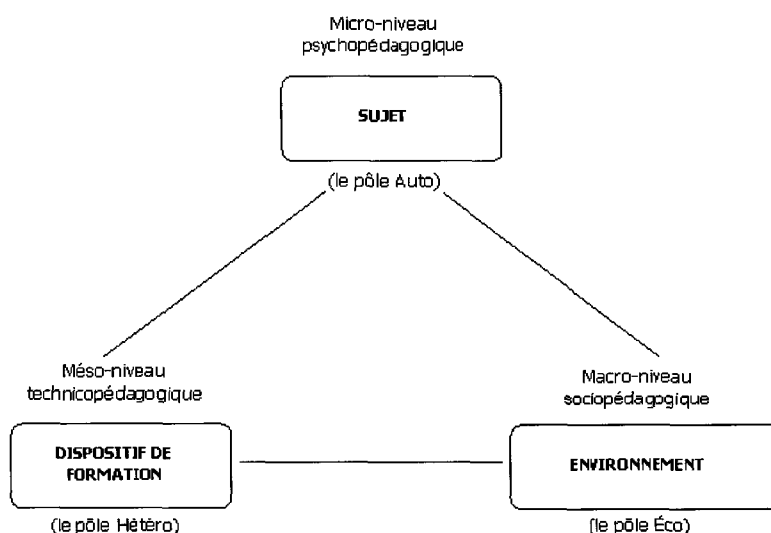 Micro-niveau
psychopédagogique
SUJET
(le pôle Auto)
Méso-niveau
technicopédagogique
DISPOSITIF DE
FORMATION
(le pôle Hétéro)
Macro-niveau
sociopédagogique
ENVIRONNEMENT
(le pôle Éco)